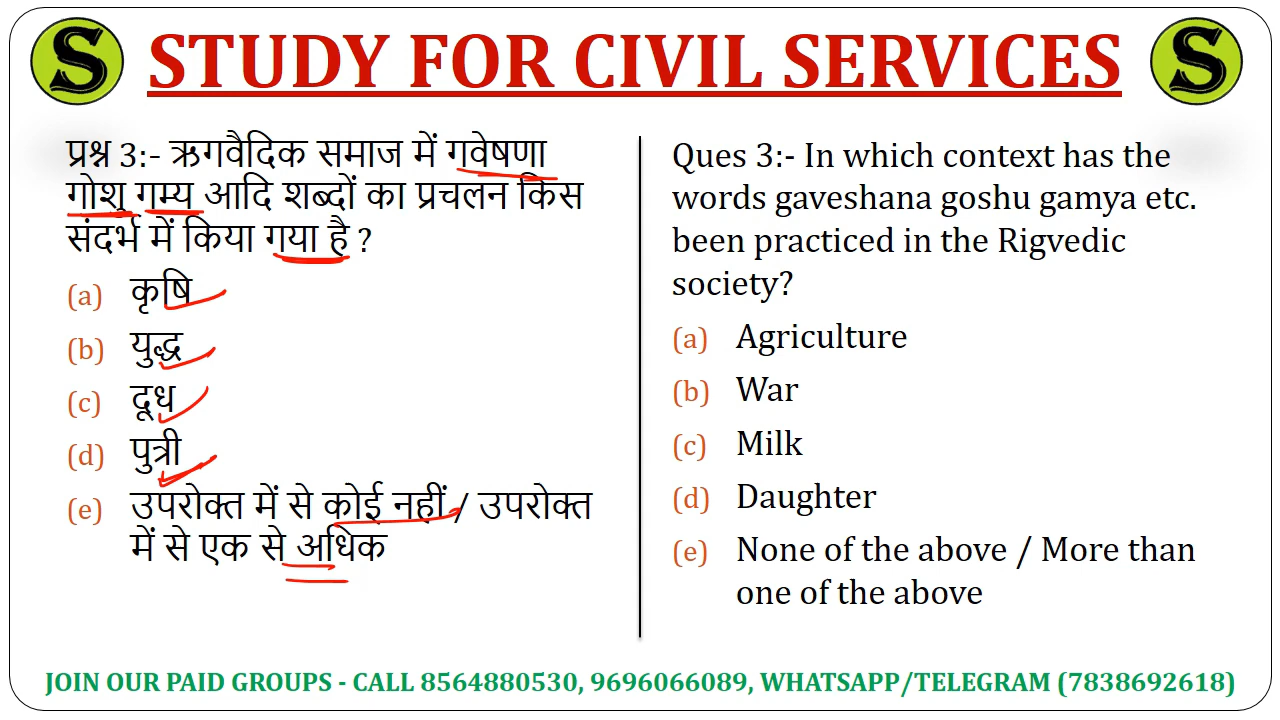 S STUDY FOR CIVIL SERVICES S
प्रश्न 3:- ऋगवैदिक समाज में गवेषणा
गोशु गम्य आदि शब्दों का प्रचलन किस
संदर्भ में किया गया है ?
(a) कृषि
(b) युद्ध
(c) दूध
(d) पुत्री
(e) उपरोक्त में से कोई नहीं / उपरोक्त
में से एक से अधिक
Ques 3:- In which context has the
words gaveshana goshu gamya etc.
been practiced in the Rigvedic
society?
(a) Agriculture
(b) War
(c) Milk
(d) Daughter
(e) None of the above / More than
one of the above
JOIN OUR PAID GROUPS - CALL 8564880530, 9696066089, WHATSAPP/TELEGRAM (7838692618)